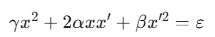 γx² + 2αxx′ + βx′² = ε